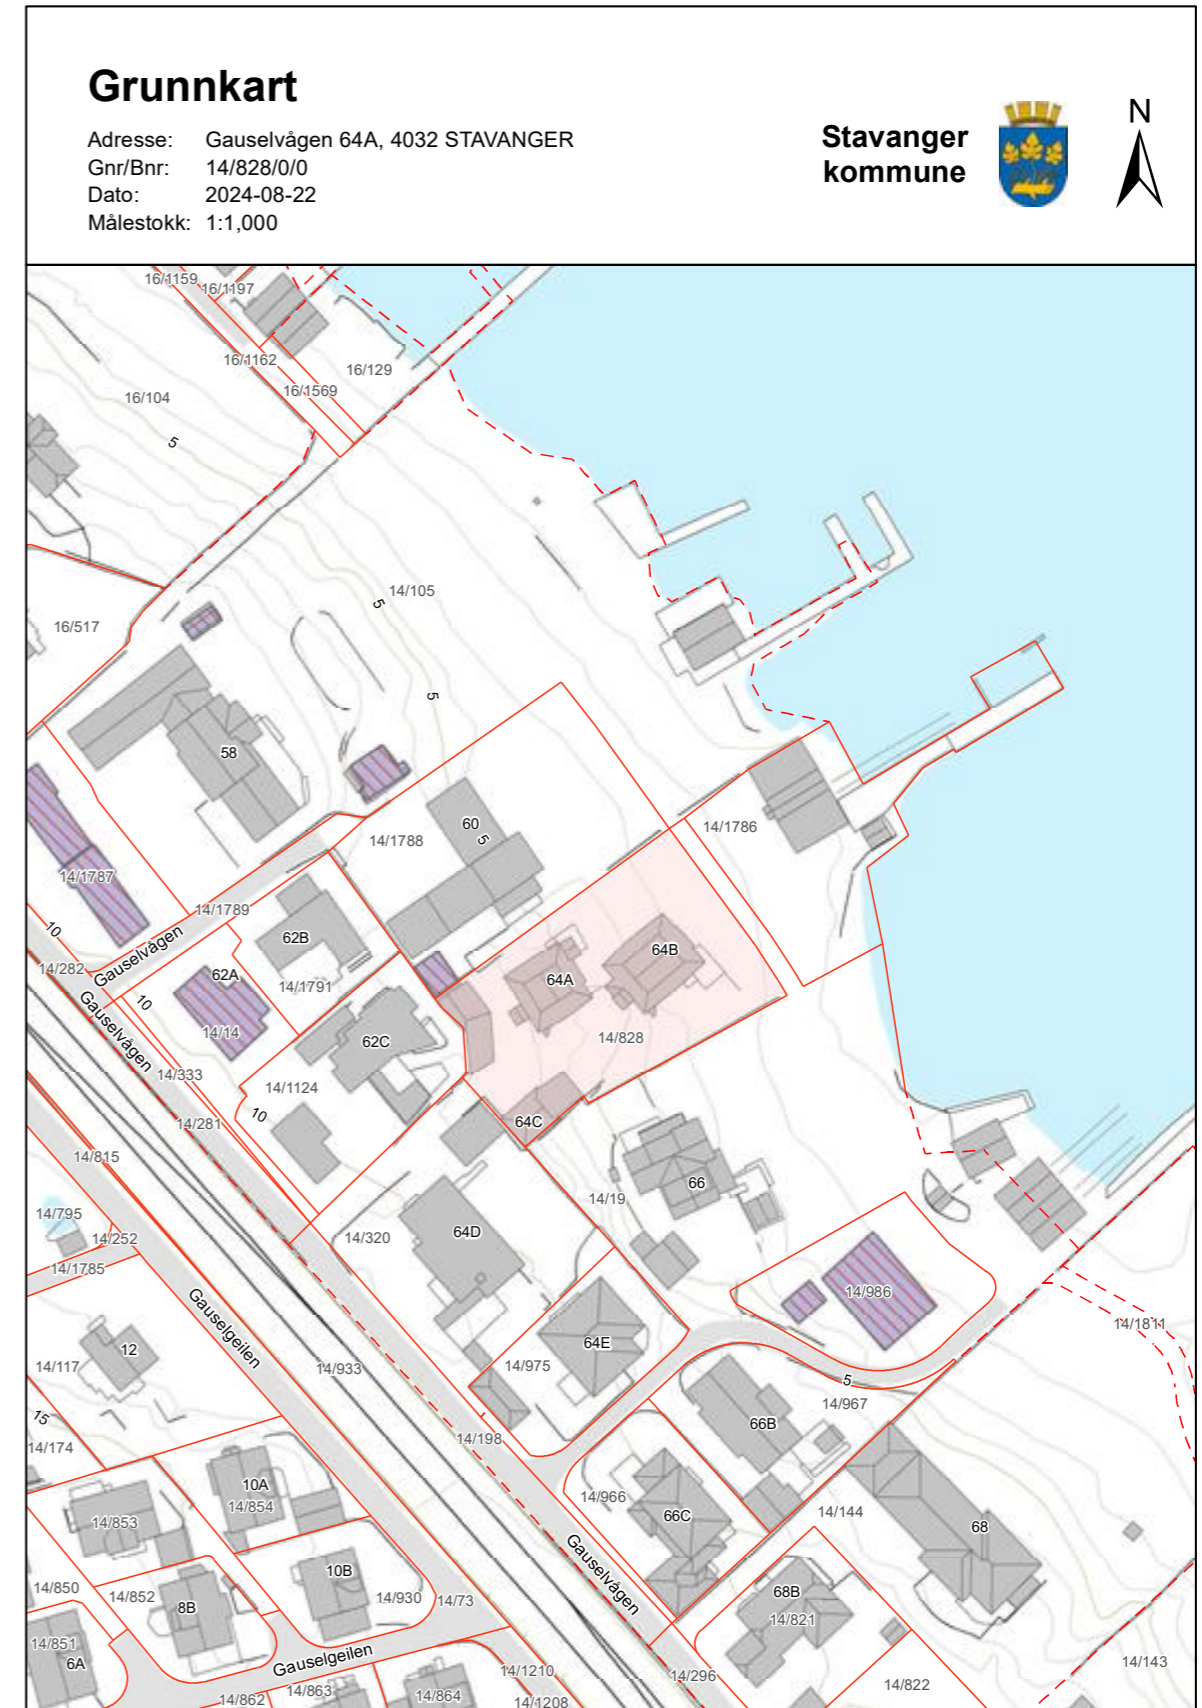 Grunnkart
Adresse: Gauselvågen 64A, 4032 STAVANGER
Gnr/Bnr: 14/828/0/0
Dato: 2024-08-22
Målestokk: 1:1,000
Stavanger
kommune
N
16/1159
16/1197
16/1162
16/129
16/1569
16/104
5
14/105
5
16/517
5
58
60
5
14/1786
14/1788
14/1787
14/1789
10
62B
Gauselvågen
64B
14/282
62A
64A
14/1791
10
Gauselvågen
14/14
62C
14/828
14/333
14/1124
10
14/281
64C
14/815
66
14/19
14/795
14/320
64D
14/252
14/1785
14/986
Gauselgeilen
14/1811
64E
12
14/117
14/933
14/975
5
14/967
15
66B
14/174
14/198
10A
14/854
14/966
14/144
66C
14/853
68
10B
Gauselvågen
14/850
14/852
14/930
14/73
68B
8B
14/821
14/851
6A
Gauselgeilen
14/143
14/1210
14/296
14/822
14/862
14/863
14/864
14/1208